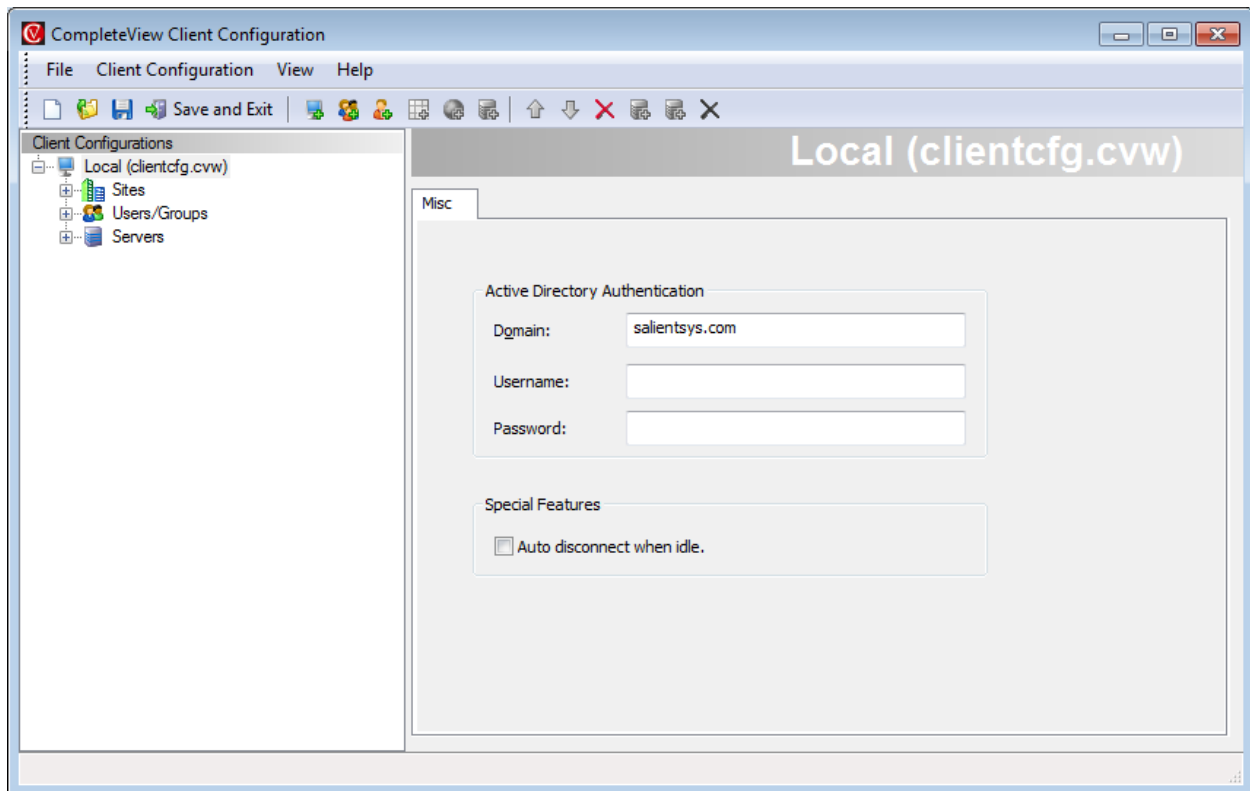 CompleteView Client Configuration
File Client Configuration View Help
Save and Exit
Client Configurations
Local (clientcfg.cvw)
Sites
Users/Groups
Servers
Local (clientcfg.cvw)
Misc
Active Directory Authentication
Domain: salientsys.com
Username:
Password:
Special Features
Auto disconnect when idle.